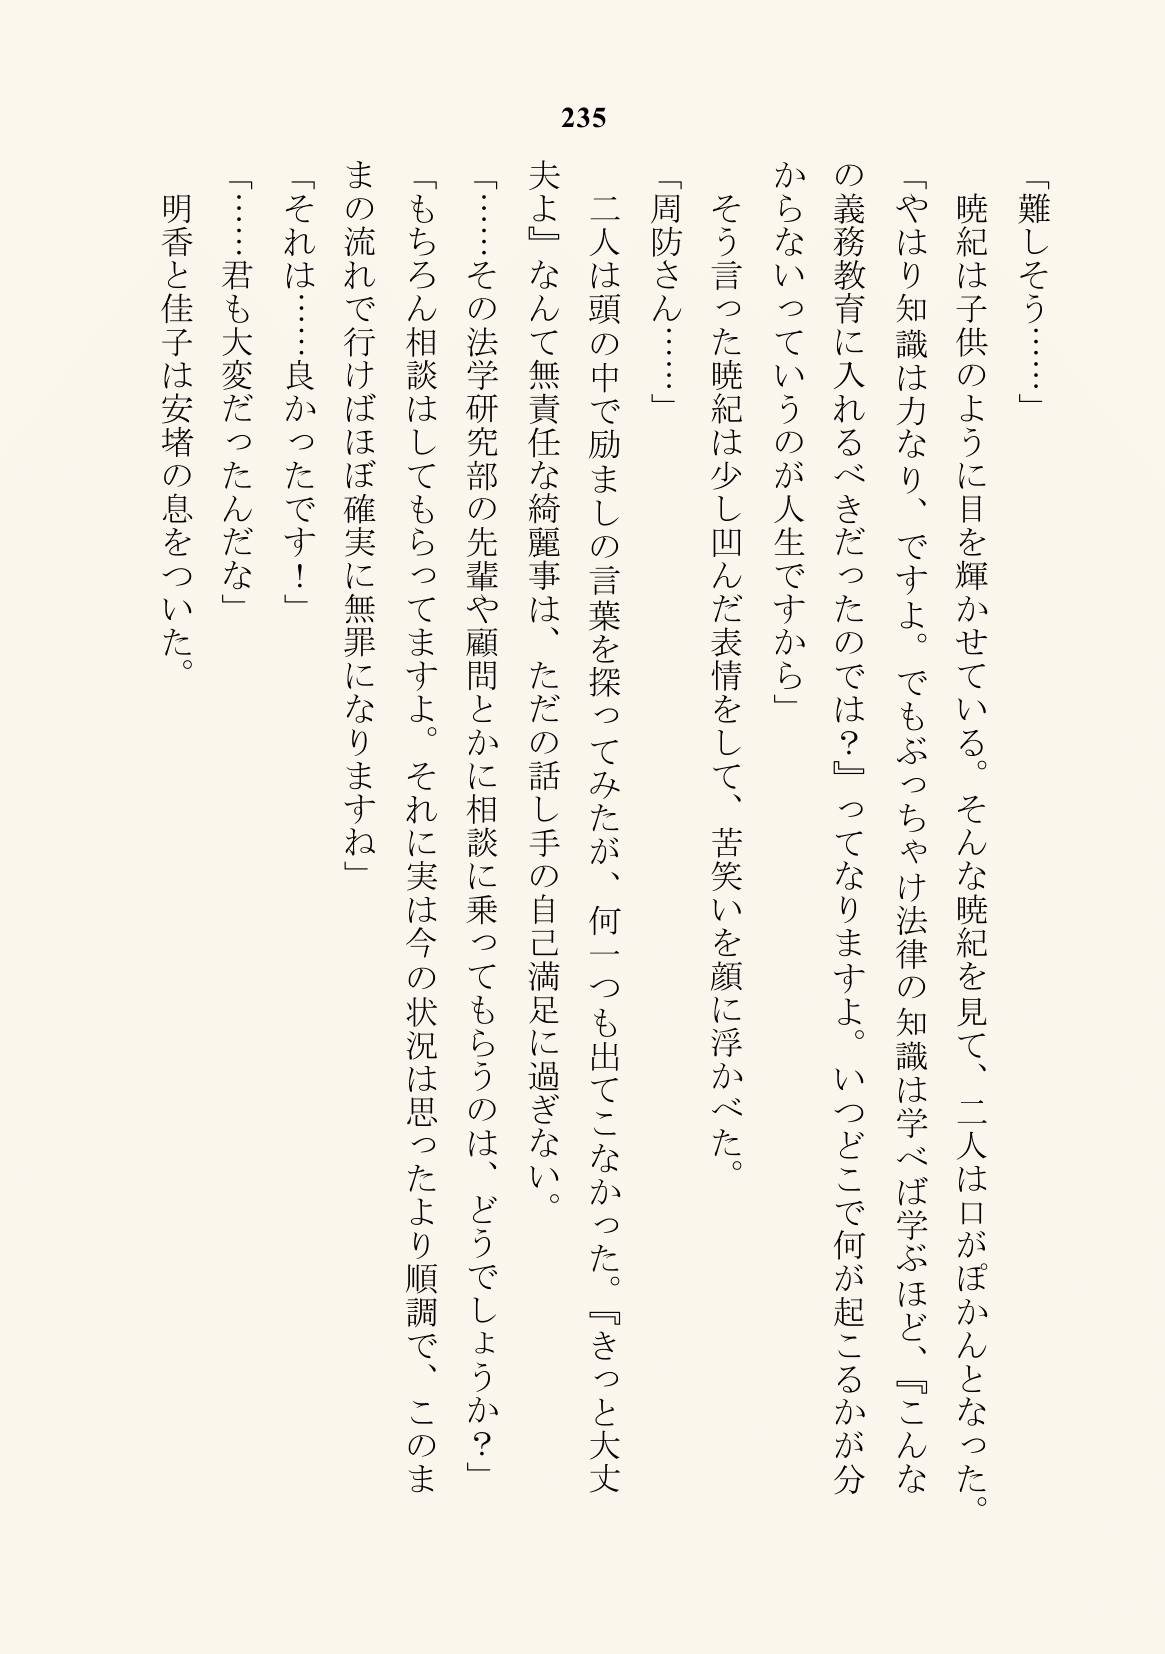 235
「難しそう……」
　暁紀は子供のように目を輝かせている。そんな暁紀を見て、二人は口がぽかんとなった。
「やはり知識は力なり、ですよ。でもぶっちゃけ法律の知識は学べば学ぶほど、『こんな
の義務教育に入れるべきだったのでは？』ってなりますよ。いつどこで何が起こるかが分
からないっていうのが人生ですから」
　そう言った暁紀は少し凹んだ表情をして、苦笑いを顔に浮かべた。
「周防さん……」
　二人は頭の中で励ましの言葉を探ってみたが、何一つも出てこなかった。『きっと大丈
夫よ』なんて無責任な綺麗事は、ただの話し手の自己満足に過ぎない。
「……その法学研究部の先輩や顧問とかに相談に乗ってもらうのは、どうでしょうか？」
「もちろん相談はしてもらってますよ。それに実は今の状況は思ったより順調で、このま
まの流れで行けばほぼ確実に無罪になりますね」
「それは……良かったです！」
「……君も大変だったんだな」
　明香と佳子は安堵の息をついた。